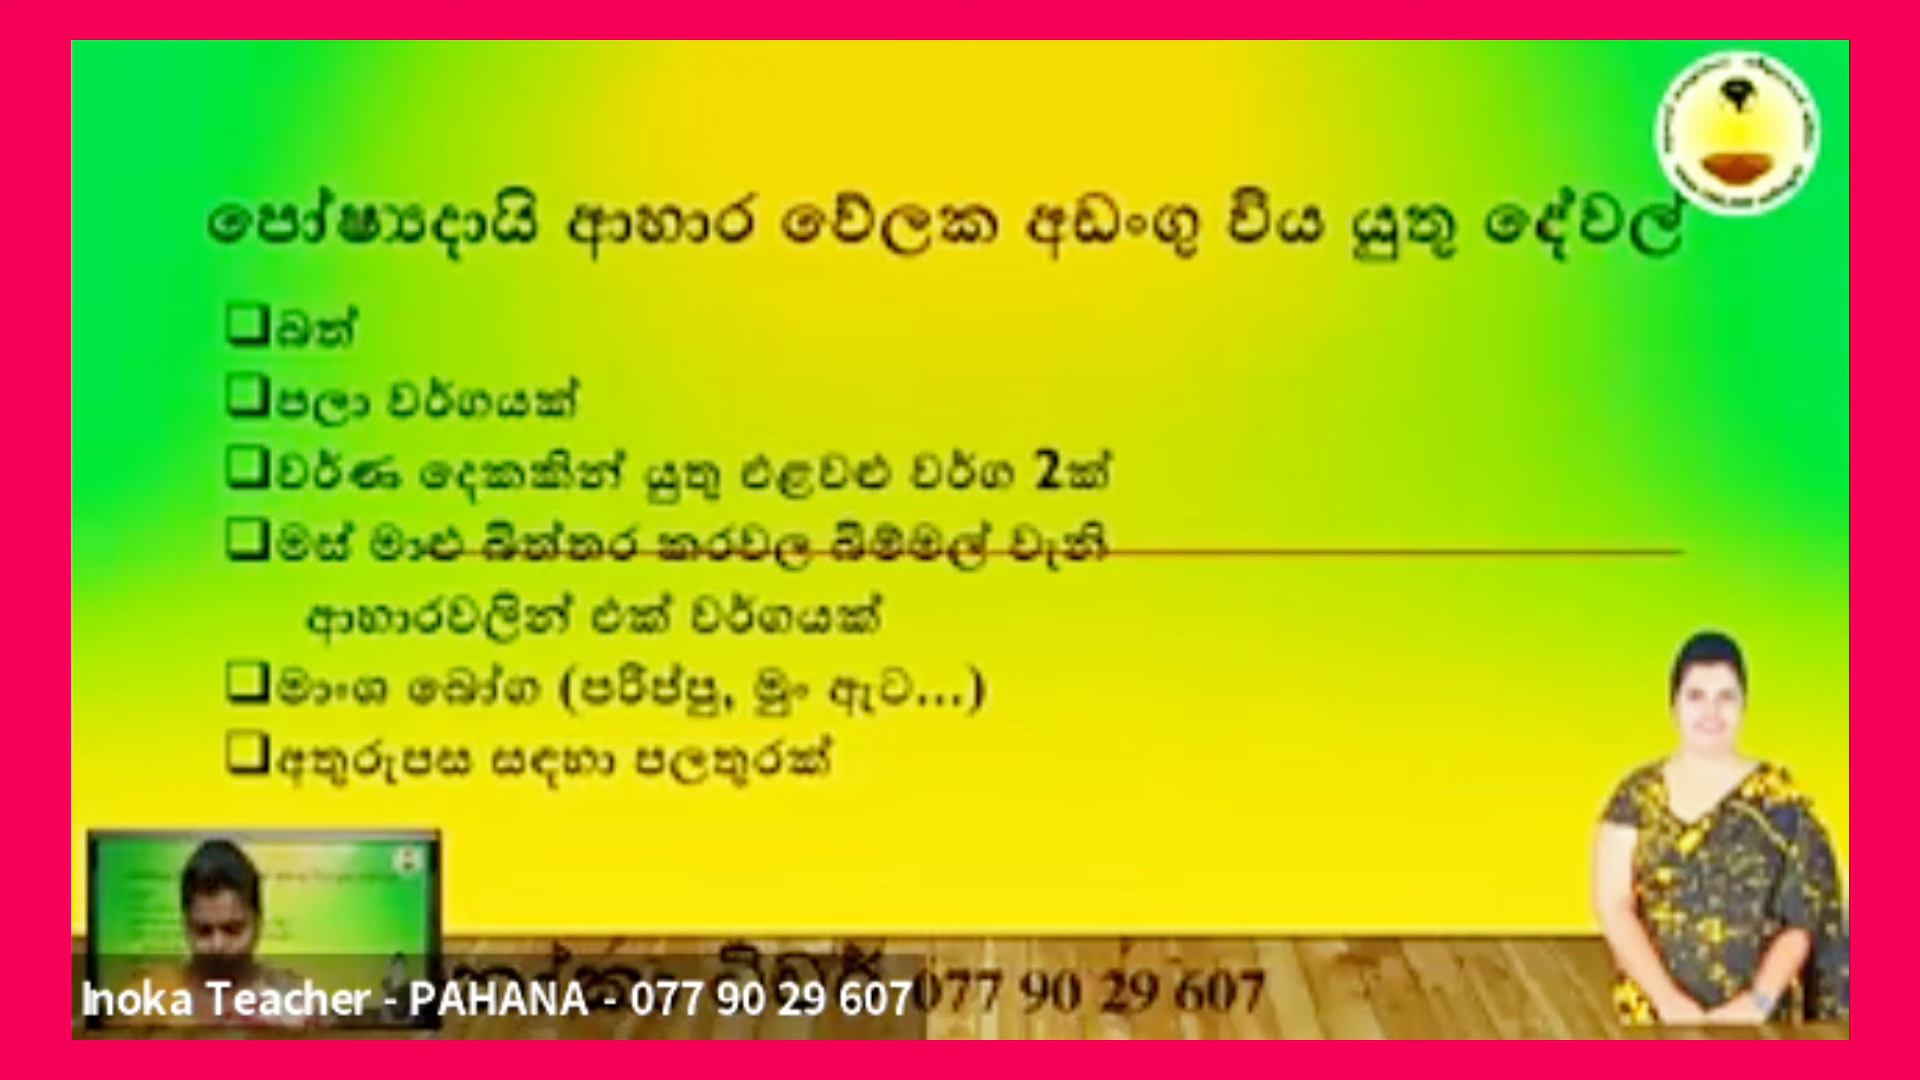 පෝෂ්‍යදායි ආහාර වේලක අඩංගු විය යුතු දේවල්
බත්
පලා වර්ගයක්
වර්ණ දෙකකින් යුතු එළවළු වර්ග 2ක්
මස් මාළු බිත්තර කරවල බිම්මල් වැනි
ආහාරවලින් එක් වර්ගයක්
මාංශ බෝග (පරිප්පු, මුං ඇට...)
අතුරුපස සඳහා පලතුරක්
ටීචර් 077 90 29 607
Inoka Teacher - PAHANA - 077 90 29 607